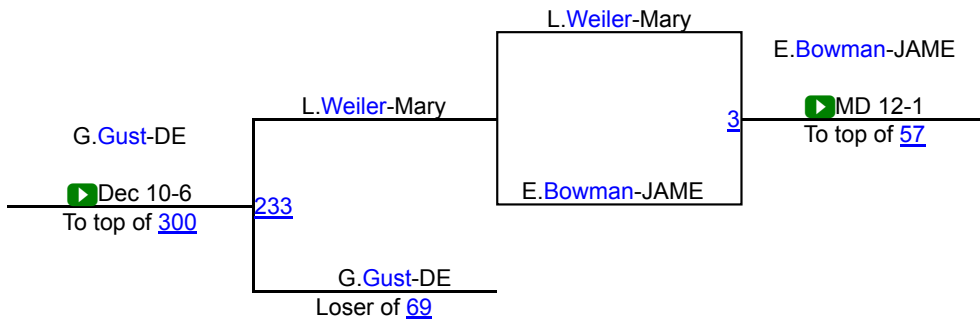 L.Weiler-Mary
E.Bowman-JAME
L.Weiler-Mary
3
MD 12-1
To top of 57
G.Gust-DE
E.Bowman-JAME
Dec 10-6
233
To top of 300
G.Gust-DE
Loser of 69